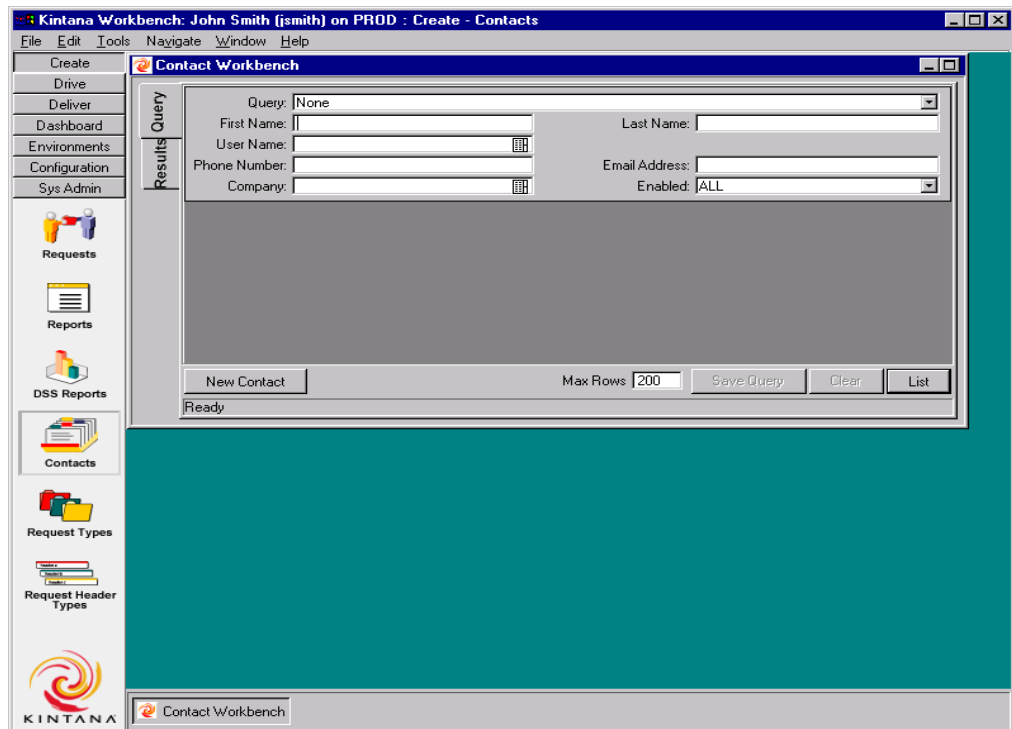 Kintana Workbench: John Smith (jsmith) on PROD : Create - Contacts
File Edit Tools Navigate Window Help
Create
Drive
Deliver
Dashboard
Environments
Configuration
Sys Admin
Requests
Reports
DSS Reports
Contacts
Request Types
Request Header
Types
KINTANA
Contact Workbench
Query
Results
Query: None
First Name: Last Name:
User Name:
Phone Number: Email Address:
Company: Enabled: ALL
New Contact Max Rows 200 Save Query Clear List
Ready
Contact Workbench